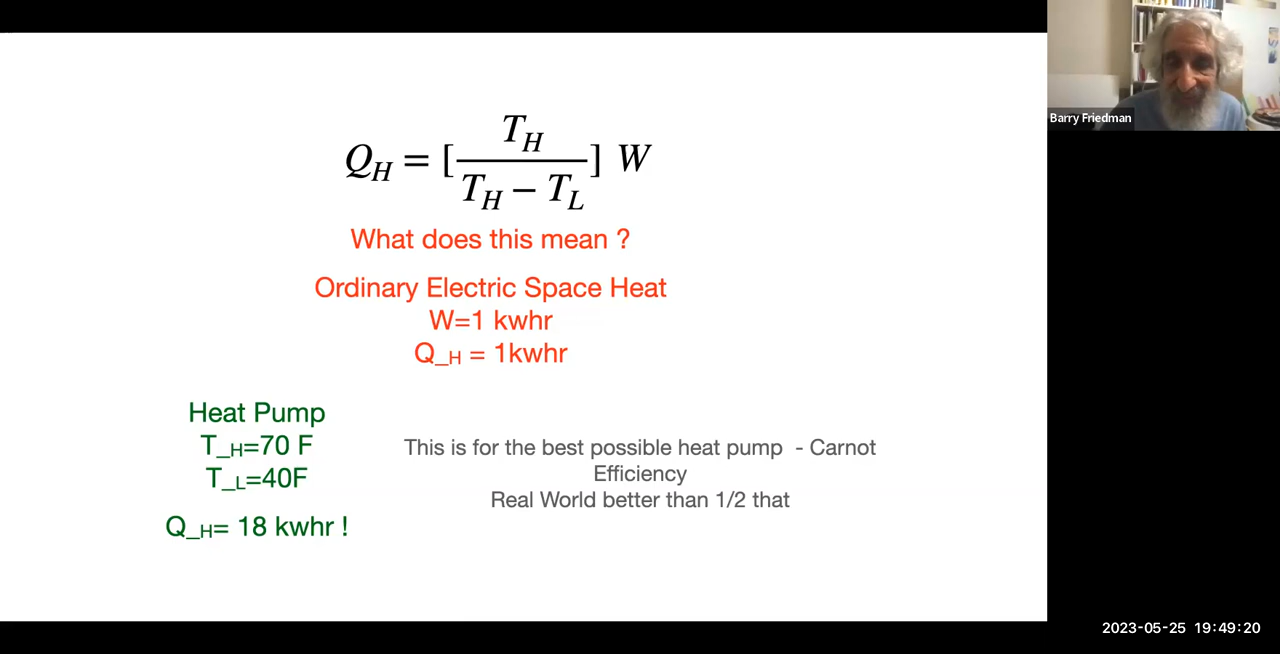 Q_H = [T_H / (T_H − T_L)] W
What does this mean ?
Ordinary Electric Space Heat
W=1 kwhr
Q_H = 1kwhr
Heat Pump
T_H=70 F
T_L=40F
Q_H= 18 kwhr !
This is for the best possible heat pump - Carnot
Efficiency
Real World better than 1/2 that
Barry Friedman
2023-05-25 19:49:20